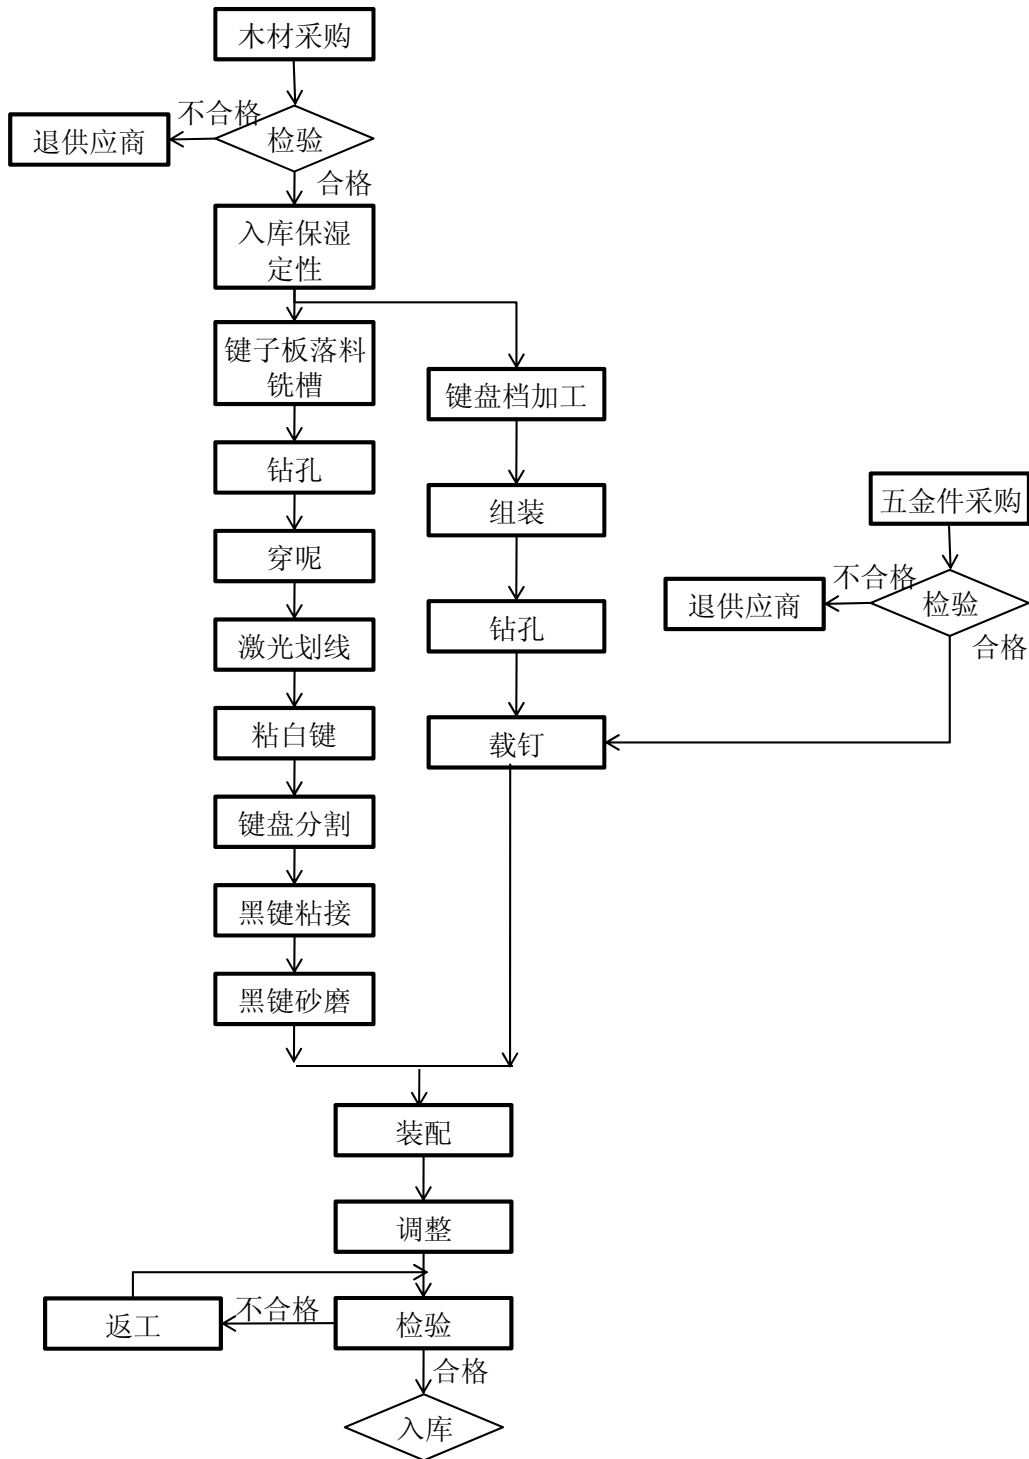 木材采购
不合格
退供应商
检验
合格
入库保湿
定性
键子板落料
铣槽
键盘档加工
钻孔
组装
五金件采购
穿呢
不合格
退供应商
检验
钻孔
合格
激光划线
粘白键
载钉
键盘分割
黑键粘接
黑键砂磨
装配
调整
不合格
返工
检验
合格
入库